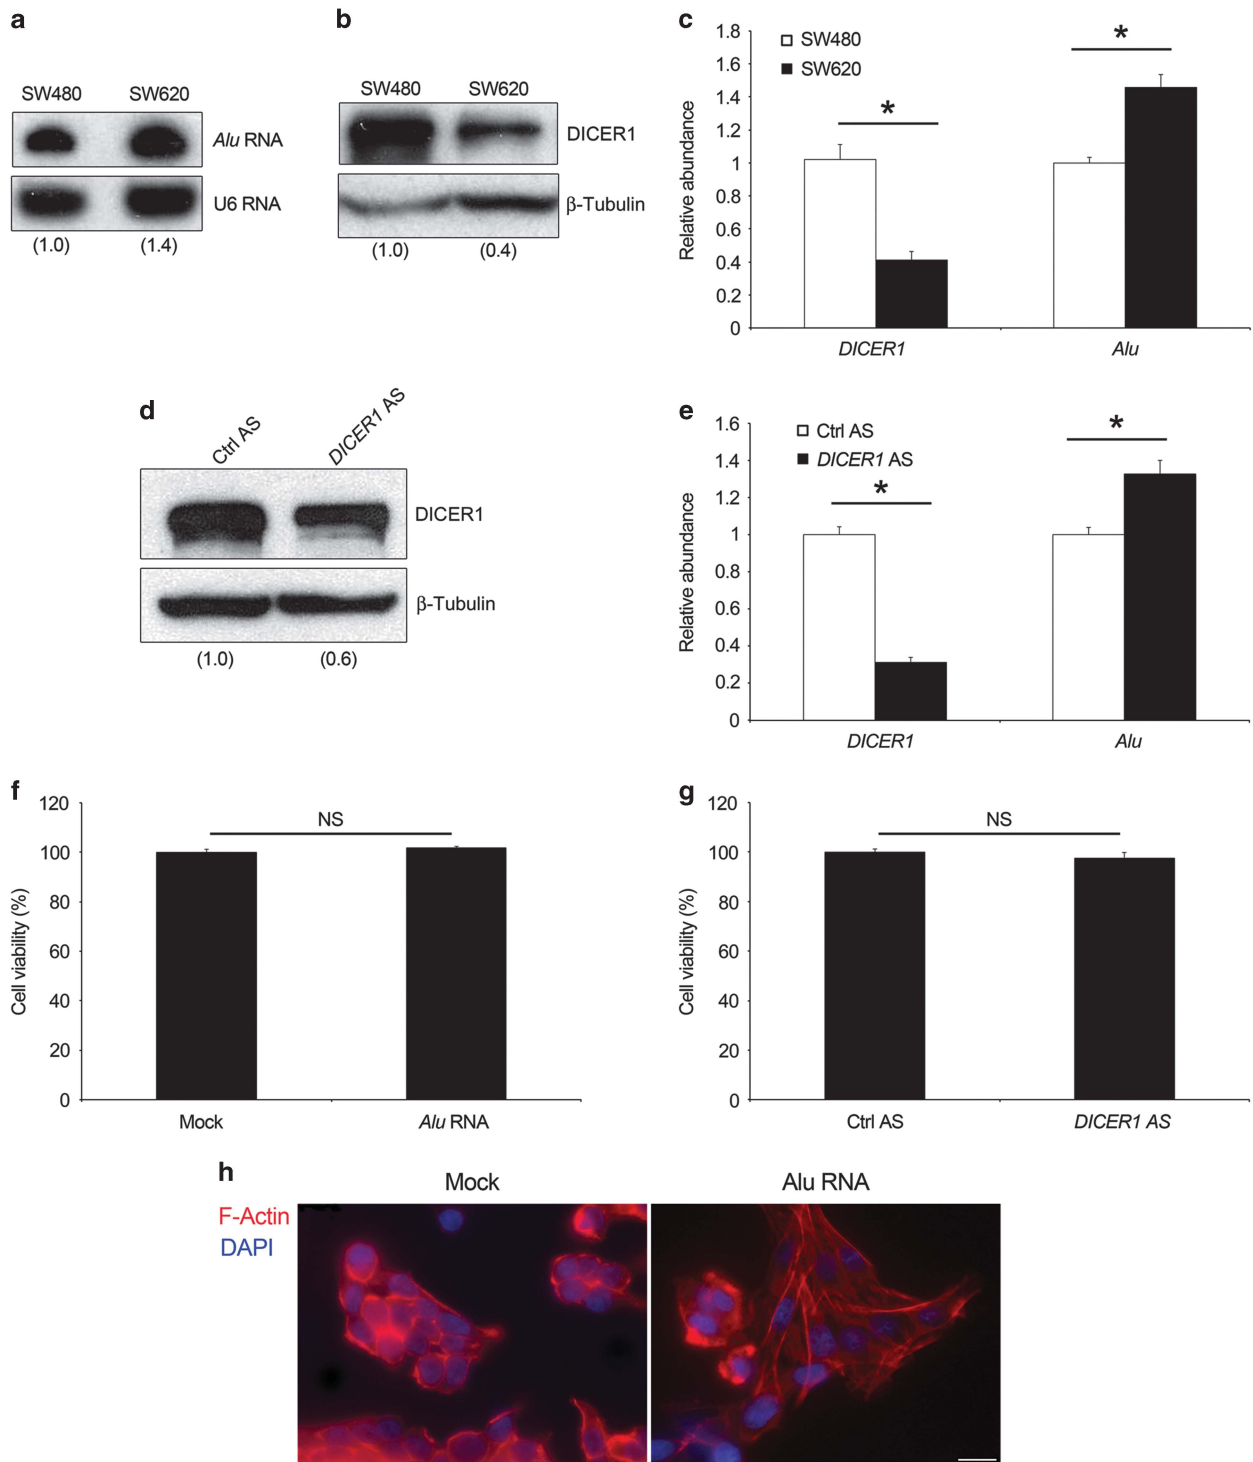 a
SW480 SW620
Alu RNA
U6 RNA
(1.0) (1.4)
b
SW480 SW620
DICER1
β-Tubulin
(1.0) (0.4)
c
SW480
SW620
Relative abundance
1.8
1.6
1.4
1.2
1
0.8
0.6
0.4
0.2
0
*
*
DICER1 Alu
d
Ctrl AS DICER1 AS
DICER1
β-Tubulin
(1.0) (0.6)
e
Ctrl AS
DICER1 AS
Relative abundance
1.6
1.4
1.2
1
0.8
0.6
0.4
0.2
0
*
*
DICER1 Alu
f
Cell viability (%)
120
100
80
60
40
20
0
NS
Mock Alu RNA
g
Cell viability (%)
120
100
80
60
40
20
0
NS
Ctrl AS DICER1 AS
h
Mock Alu RNA
F-Actin
DAPI